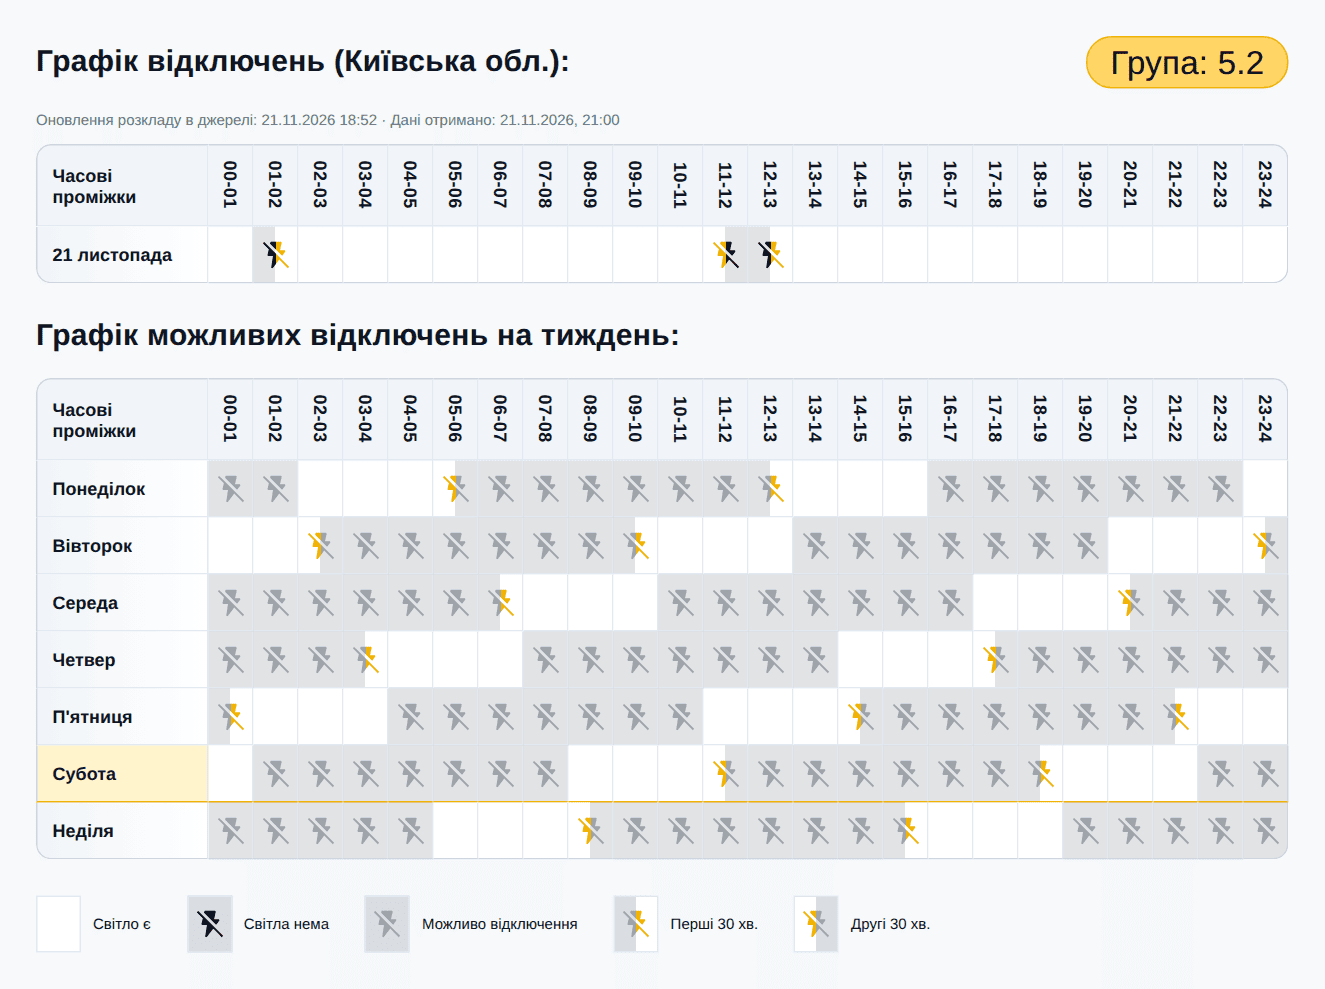 Графік відключень (Київська обл.):
Група: 5.2
Оновлення розкладу в джерелі: 21.11.2026 18:52 · Дані отримано: 21.11.2026, 21:00
Часові проміжки 00-01 01-02 02-03 03-04 04-05 05-06 06-07 07-08 08-09 09-10 10-11 11-12 12-13 13-14 14-15 15-16 16-17 17-18 18-19 19-20 20-21 21-22 22-23 23-24
21 листопада
Графік можливих відключень на тиждень:
Часові проміжки 00-01 01-02 02-03 03-04 04-05 05-06 06-07 07-08 08-09 09-10 10-11 11-12 12-13 13-14 14-15 15-16 16-17 17-18 18-19 19-20 20-21 21-22 22-23 23-24
Понеділок
Вівторок
Середа
Четвер
П'ятниця
Субота
Неділя
Світло є Світла нема Можливо відключення Перші 30 хв. Другі 30 хв.